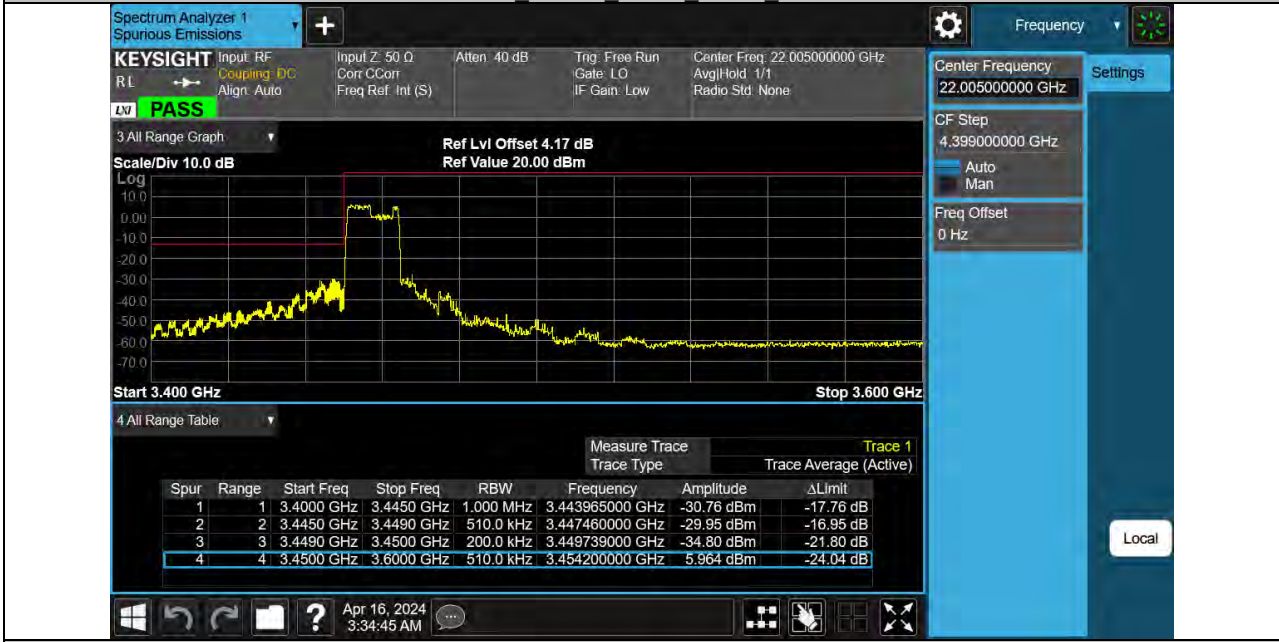 Spectrum Analyzer 1
Spurious Emissions
Frequency
KEYSIGHT Input: RF Input Z: 50 Ω Atten: 40 dB Trig: Free Run Center Freq: 22.005000000 GHz
RL Coupling: DC Corr CCorr Gate: LO Avg|Hold: 1/1
Align: Auto Freq Ref: Int (S) IF Gain: Low Radio Std: None
LXI PASS
Center Frequency
22.005000000 GHz
Settings
CF Step
4.399000000 GHz
Auto
Man
Freq Offset
0 Hz
Local
3 All Range Graph
Ref Lvl Offset 4.17 dB
Scale/Div 10.0 dB Ref Value 20.00 dBm
Log
10.0
0.00
-10.0
-20.0
-30.0
-40.0
-50.0
-60.0
-70.0
Start 3.400 GHz Stop 3.600 GHz
4 All Range Table
Measure Trace Trace 1
Trace Type Trace Average (Active)
Spur Range Start Freq Stop Freq RBW Frequency Amplitude ΔLimit
1 1 3.4000 GHz 3.4450 GHz 1.000 MHz 3.443965000 GHz -30.76 dBm -17.76 dB
2 2 3.4450 GHz 3.4490 GHz 510.0 kHz 3.447460000 GHz -29.95 dBm -16.95 dB
3 3 3.4490 GHz 3.4500 GHz 200.0 kHz 3.449739000 GHz -34.80 dBm -21.80 dB
4 4 3.4500 GHz 3.6000 GHz 510.0 kHz 3.454200000 GHz 5.964 dBm -24.04 dB
? Apr 16, 2024
3:34:45 AM